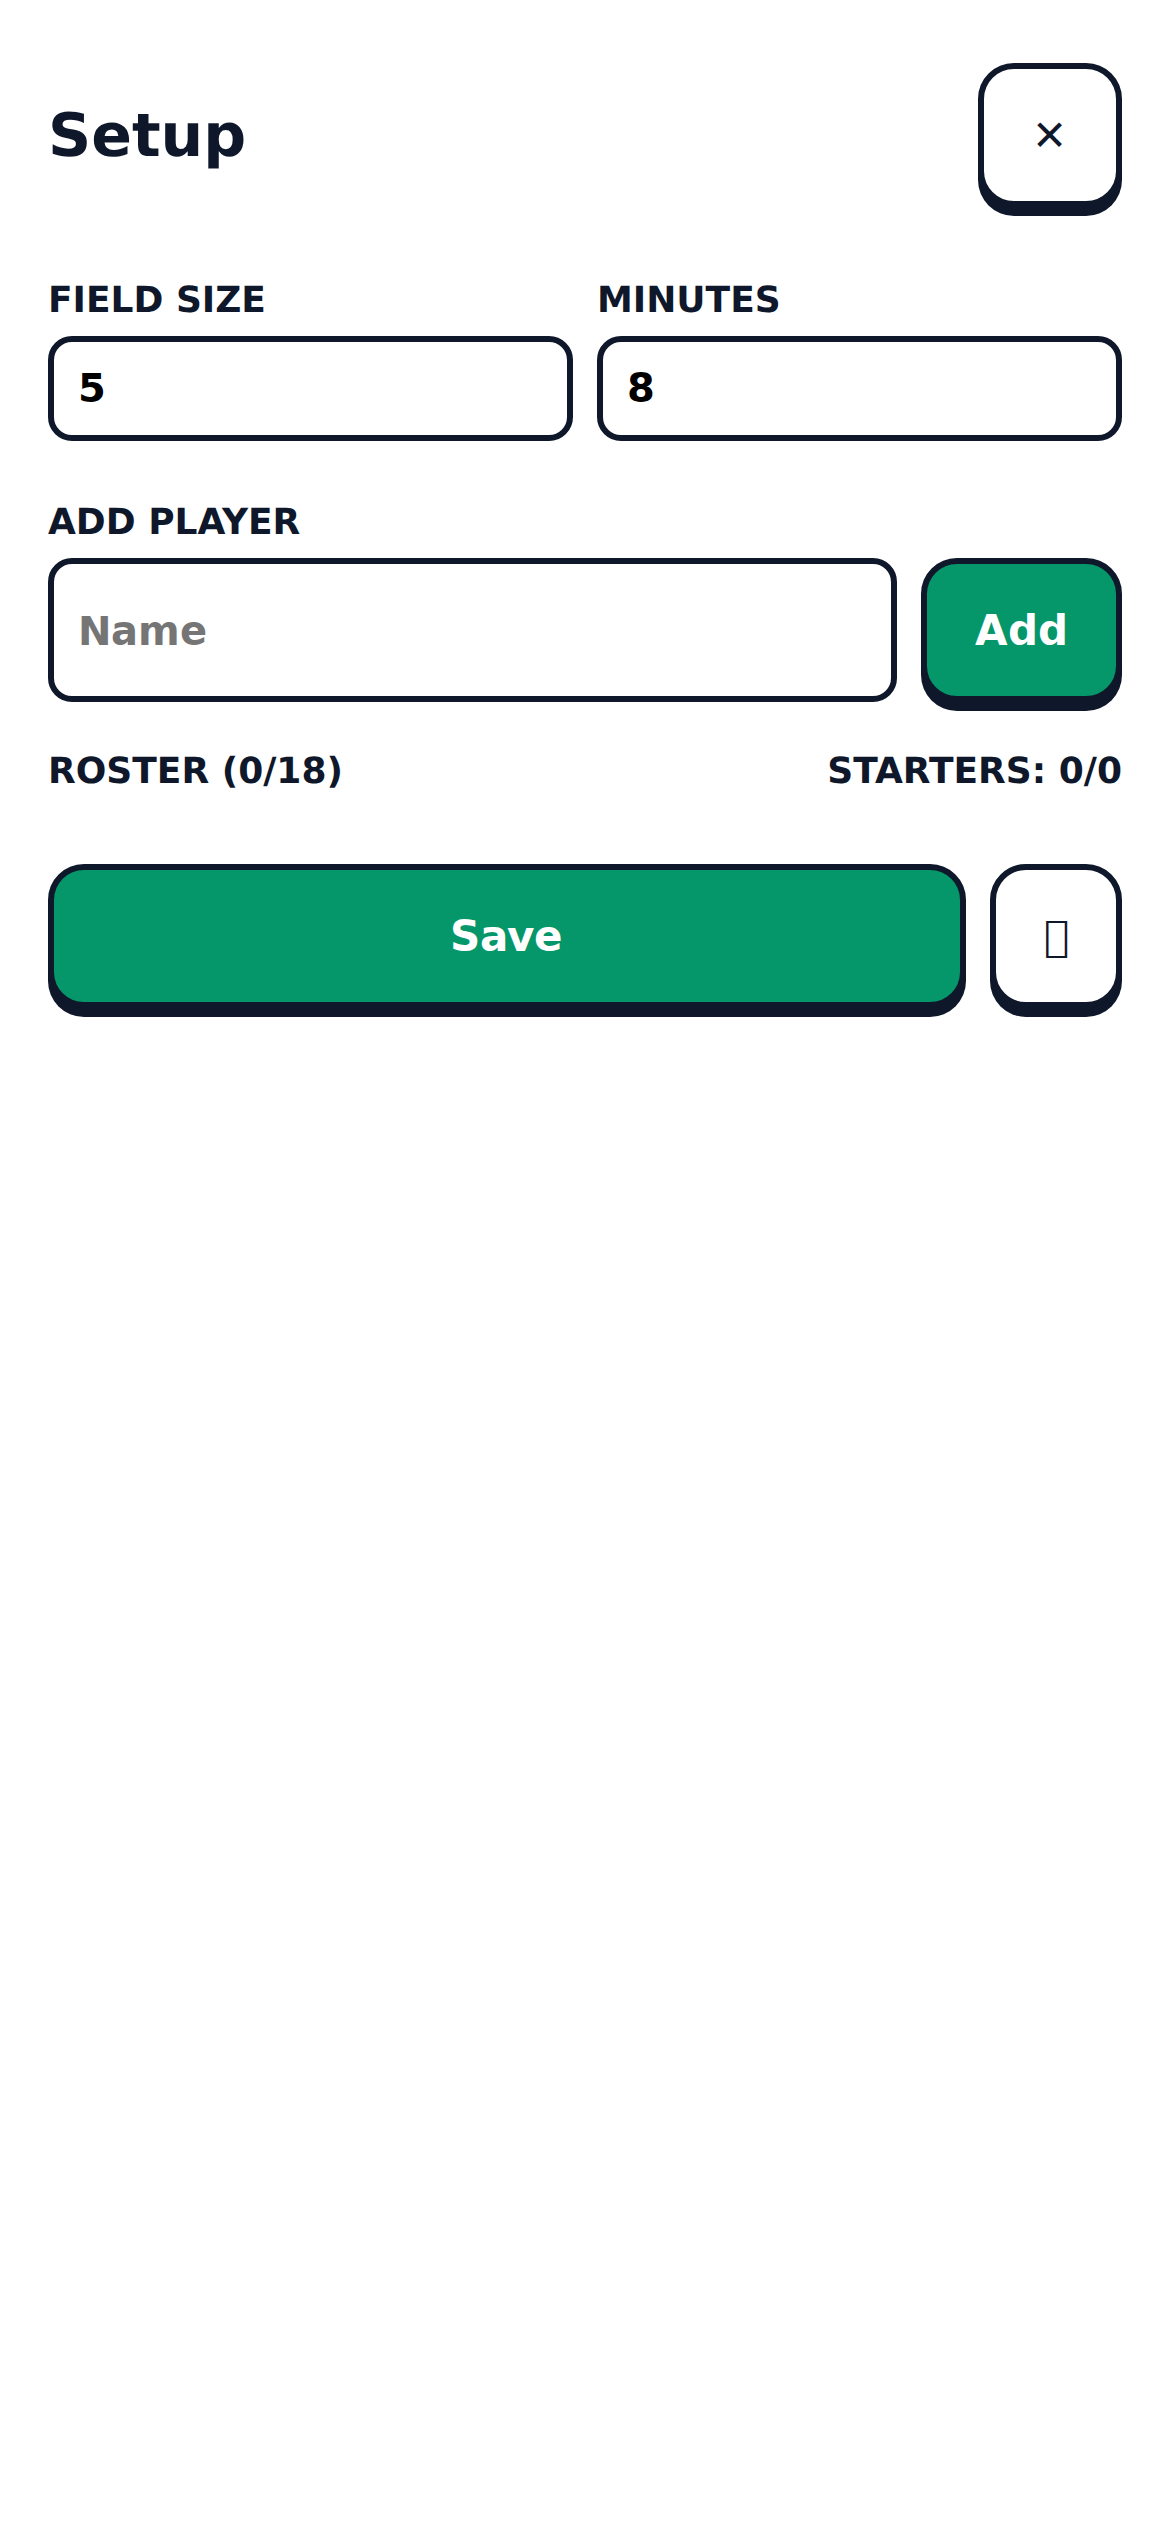 Setup
✕
FIELD SIZE
MINUTES
5
8
ADD PLAYER
Name
Add
ROSTER (0/18)
STARTERS: 0/0
Save